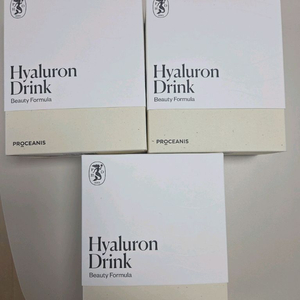 Hyaluron
Drink
Beauty Formula
PROCEANIS
Hyaluron
Drink
Beauty Formula
PROCEANIS
Hyaluron
Drink
Beauty Formula